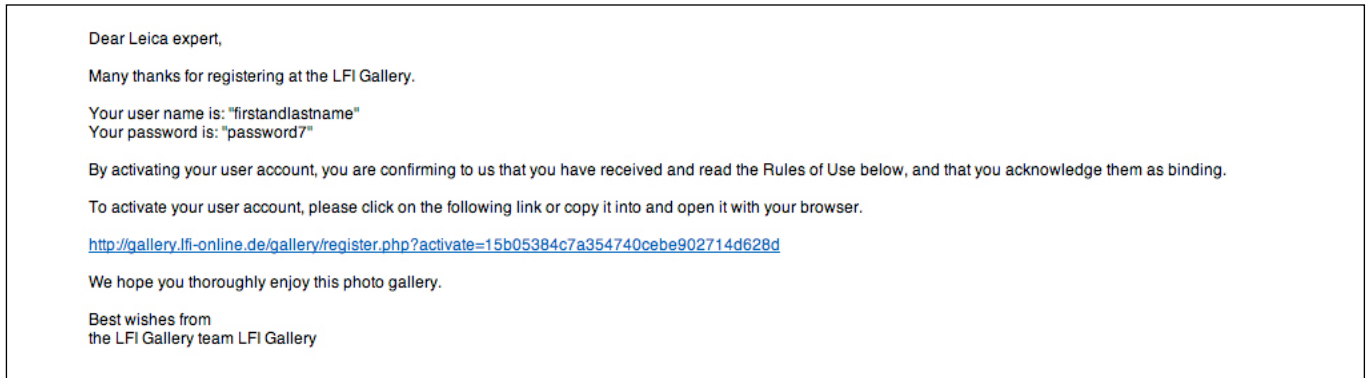 Dear Leica expert,
Many thanks for registering at the LFI Gallery.
Your user name is: "firstandlastname"
Your password is: "password7"
By activating your user account, you are confirming to us that you have received and read the Rules of Use below, and that you acknowledge them as binding.
To activate your user account, please click on the following link or copy it into and open it with your browser.
http://gallery.lfi-online.de/gallery/register.php?activate=15b05384c7a354740cebe902714d628d
We hope you thoroughly enjoy this photo gallery.
Best wishes from
the LFI Gallery team LFI Gallery